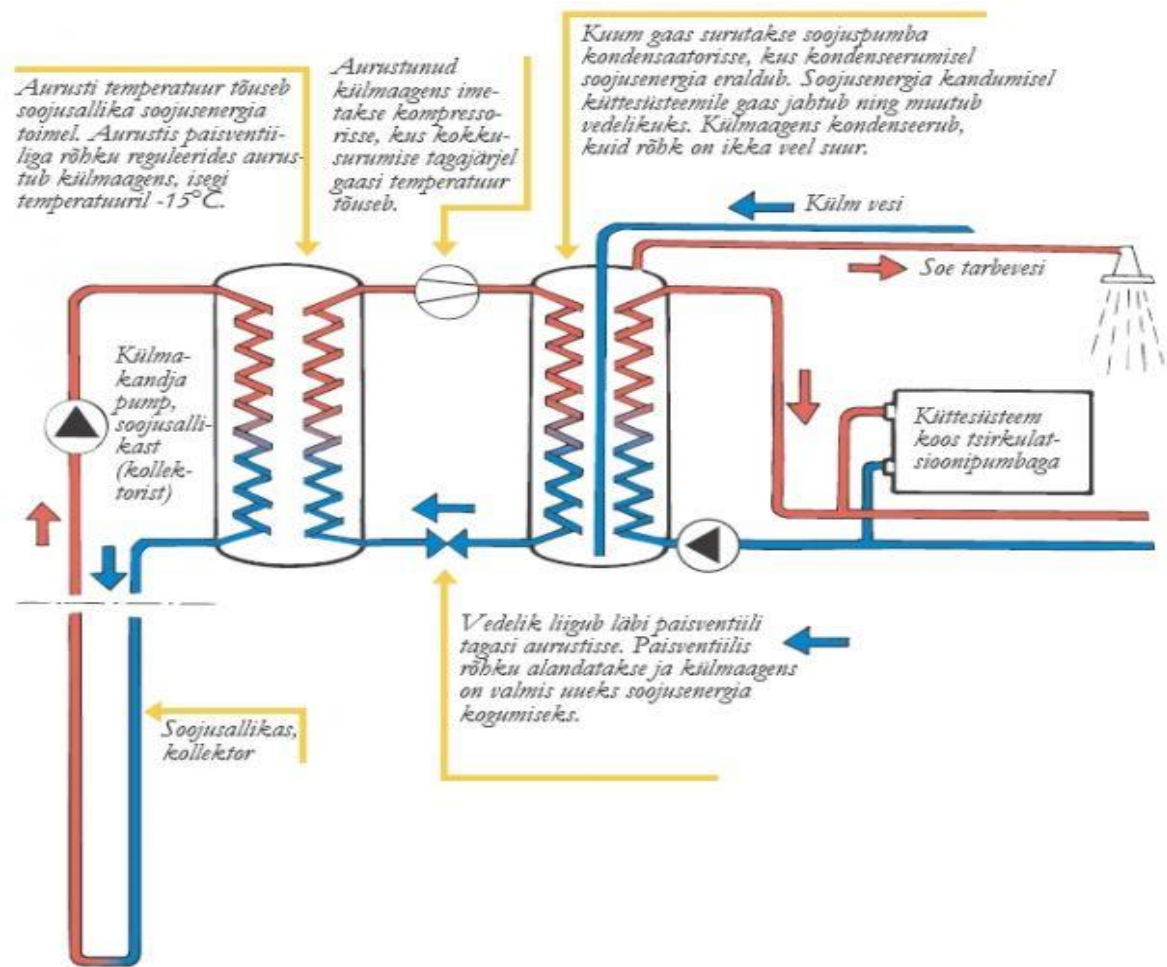 Aurusti temperatuur tõuseb
soojusallika soojusenergia
toimel. Aurustis paisventii-
liga rõhku reguleerides aurus-
tub külmaagens, isegi
temperatuuril -15°C.
Aurustunud
külmaagens ime-
takse kompresso-
risse, kus kokku-
surumise tagajärjel
gaasi temperatuur
tõuseb.
Kuum gaas surutakse soojuspumba
kondensaatorisse, kus kondenseerumisel
soojusenergia eraldub. Soojusenergia kandumisel
küttesüsteemile gaas jahtub ning muutub
vedelikuks. Külmaagens kondenseerub,
kuid rõhk on ikka veel suur.
Külm vesi
Soe tarbevesi
Külma-
kandja
pump,
soojusalli-
kast
(kollek-
torist)
Küttesüsteem
koos tsirkulat-
sioonipumbaga
Vedelik liigub läbi paisventiili
tagasi aurustisse. Paisventiilis
rõhku alandatakse ja külmaagens
on valmis uueks soojusenergia
kogumiseks.
Soojusallikas,
kollektor